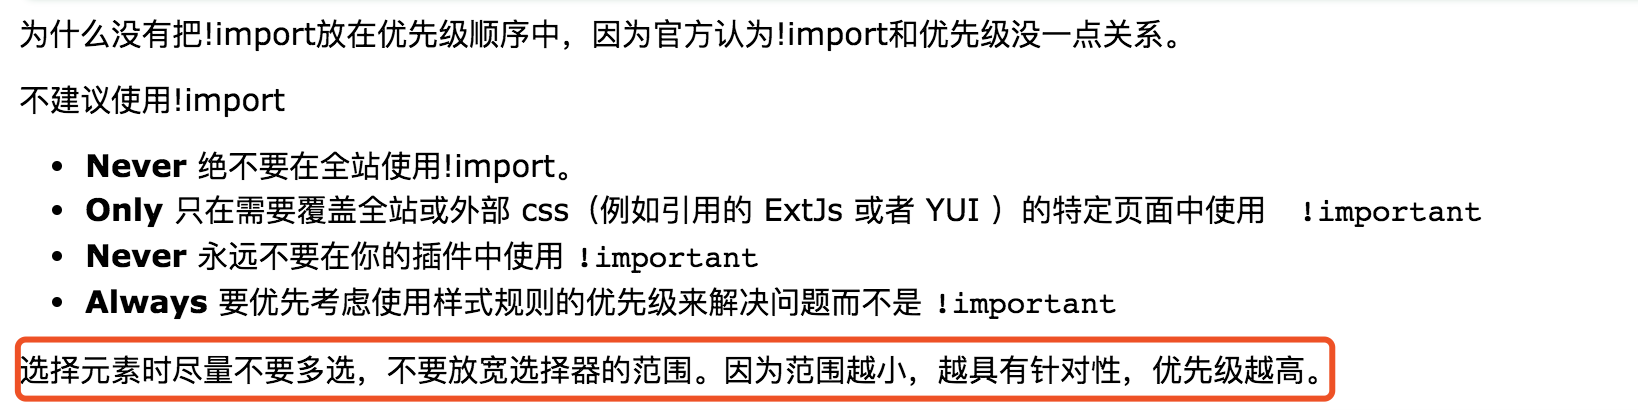 为什么没有把!import放在优先级顺序中，因为官方认为!import和优先级没一点关系。
不建议使用!import
• Never 绝不要在全站使用!import。
• Only 只在需要覆盖全站或外部 css（例如引用的 ExtJs 或者 YUI ）的特定页面中使用 !important
• Never 永远不要在你的插件中使用 !important
• Always 要优先考虑使用样式规则的优先级来解决问题而不是 !important
选择元素时尽量不要多选，不要放宽选择器的范围。因为范围越小，越具有针对性，优先级越高。